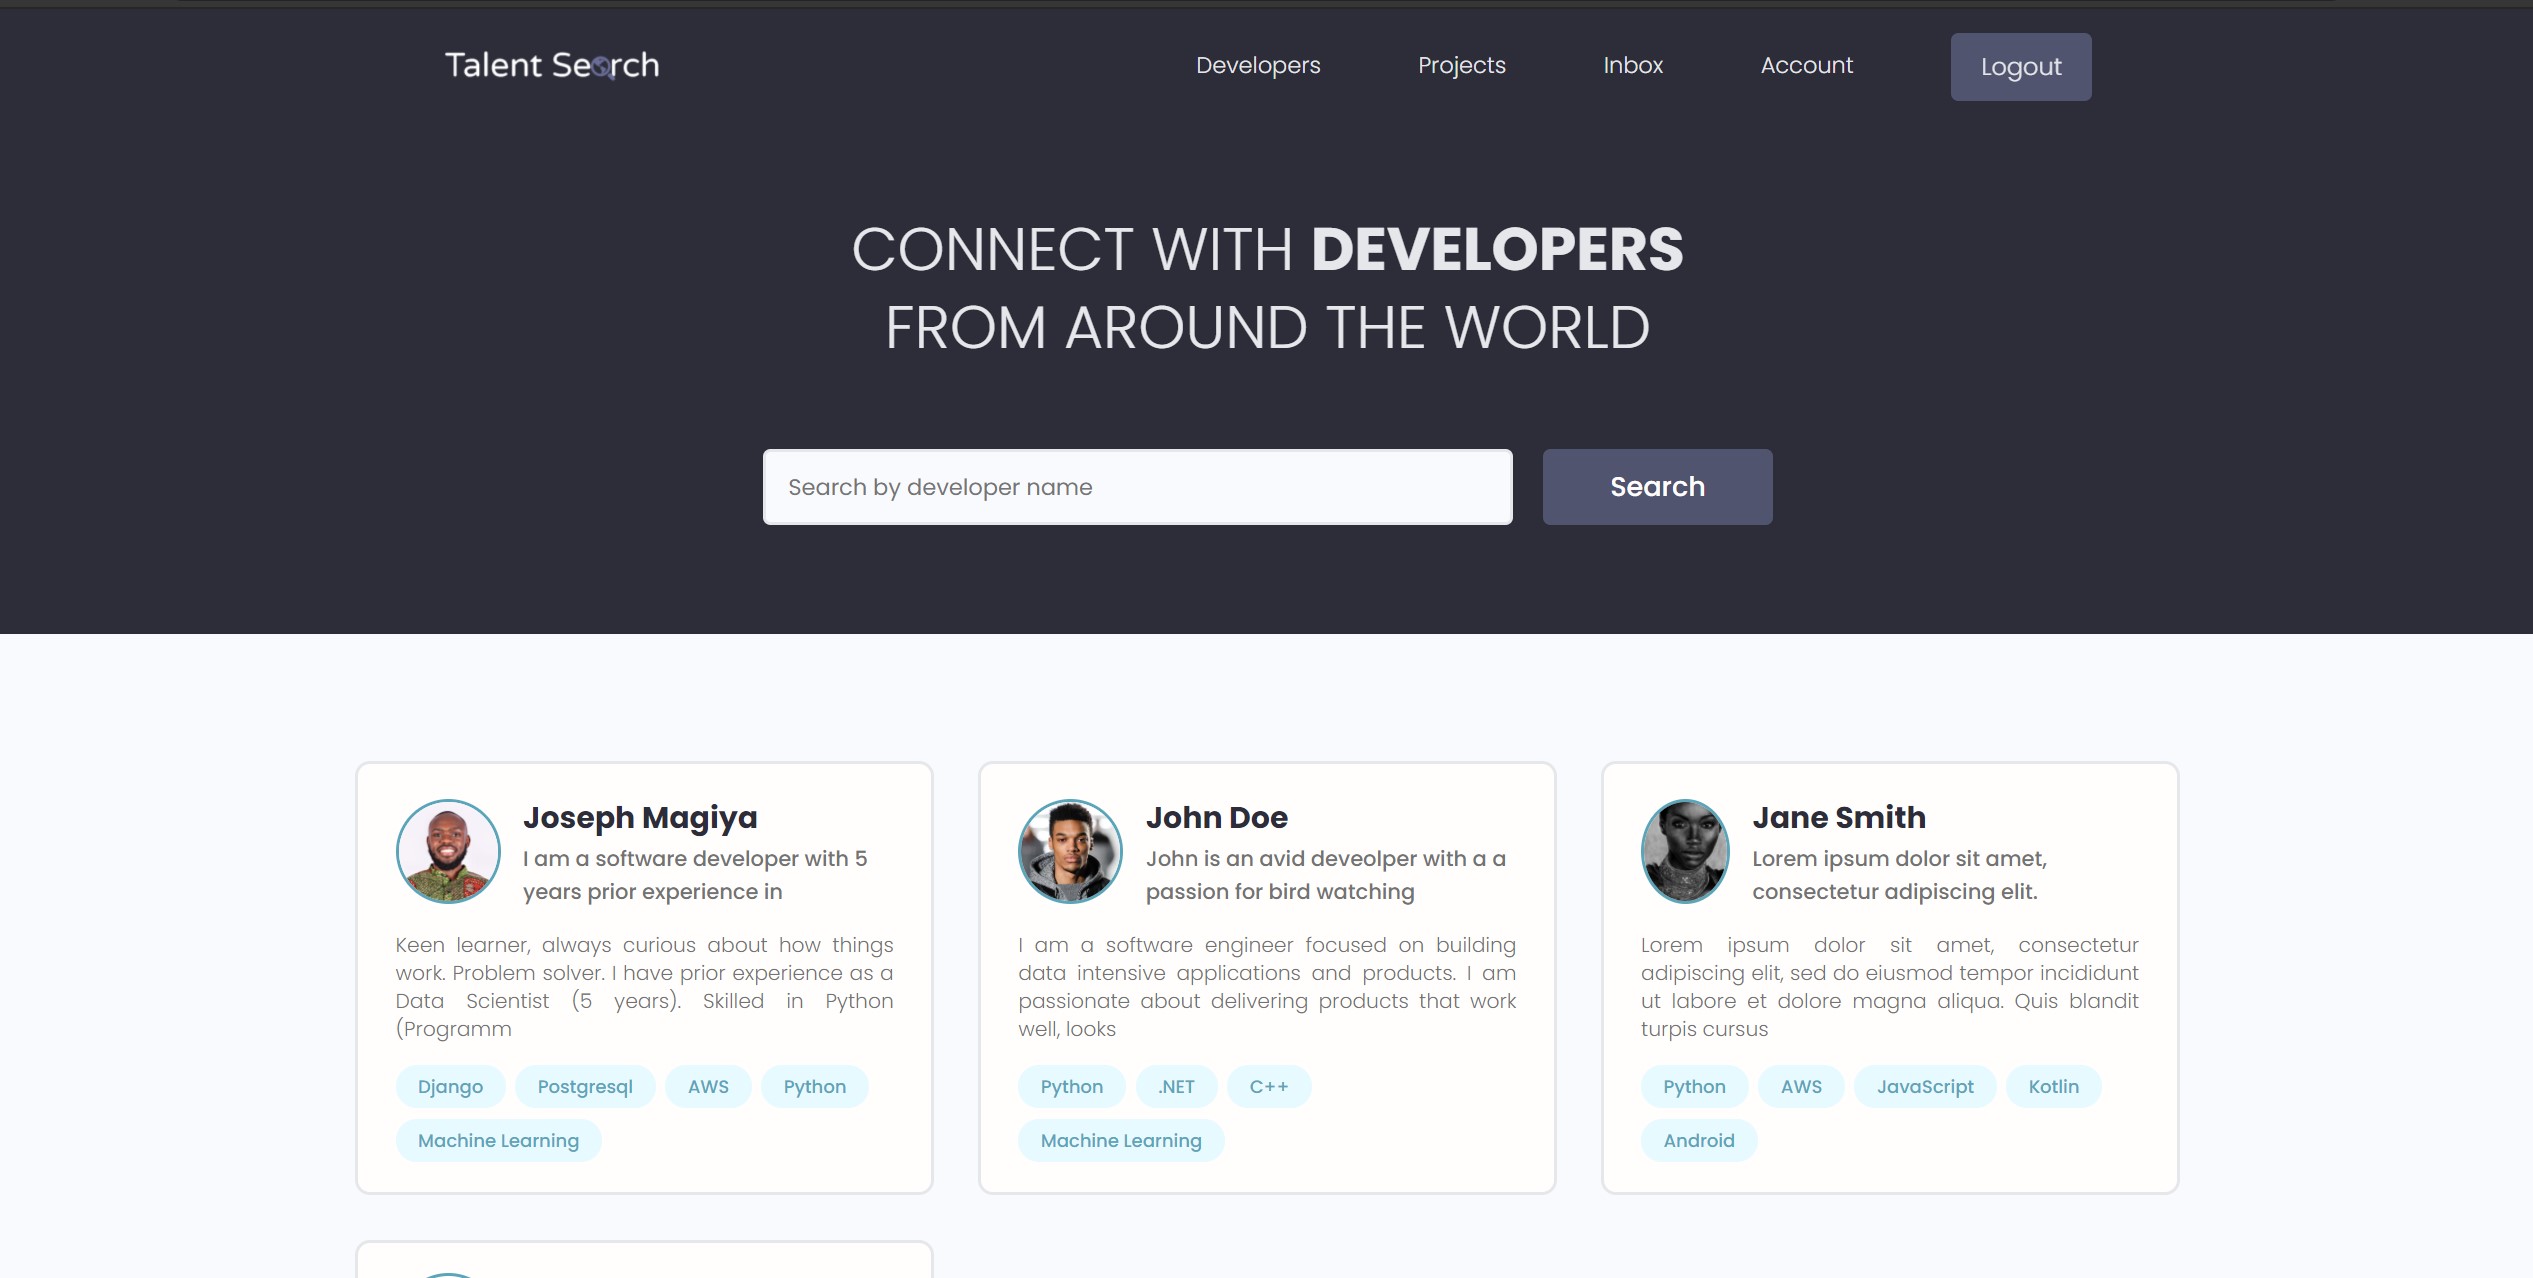 Talent Search
Developers
Projects
Inbox
Account
Logout
CONNECT WITH DEVELOPERS
FROM AROUND THE WORLD
Search by developer name
Search
Joseph Magiya
I am a software developer with 5
years prior experience in
Keen learner, always curious about how things
work. Problem solver. I have prior experience as a
Data Scientist (5 years). Skilled in Python
(Programm
Django
Postgresql
AWS
Python
Machine Learning
John Doe
John is an avid deveolper with a a
passion for bird watching
I am a software engineer focused on building
data intensive applications and products. I am
passionate about delivering products that work
well, looks
Python
.NET
C++
Machine Learning
Jane Smith
Lorem ipsum dolor sit amet,
consectetur adipiscing elit.
Lorem ipsum dolor sit amet, consectetur
adipiscing elit, sed do eiusmod tempor incididunt
ut labore et dolore magna aliqua. Quis blandit
turpis cursus
Python
AWS
JavaScript
Kotlin
Android